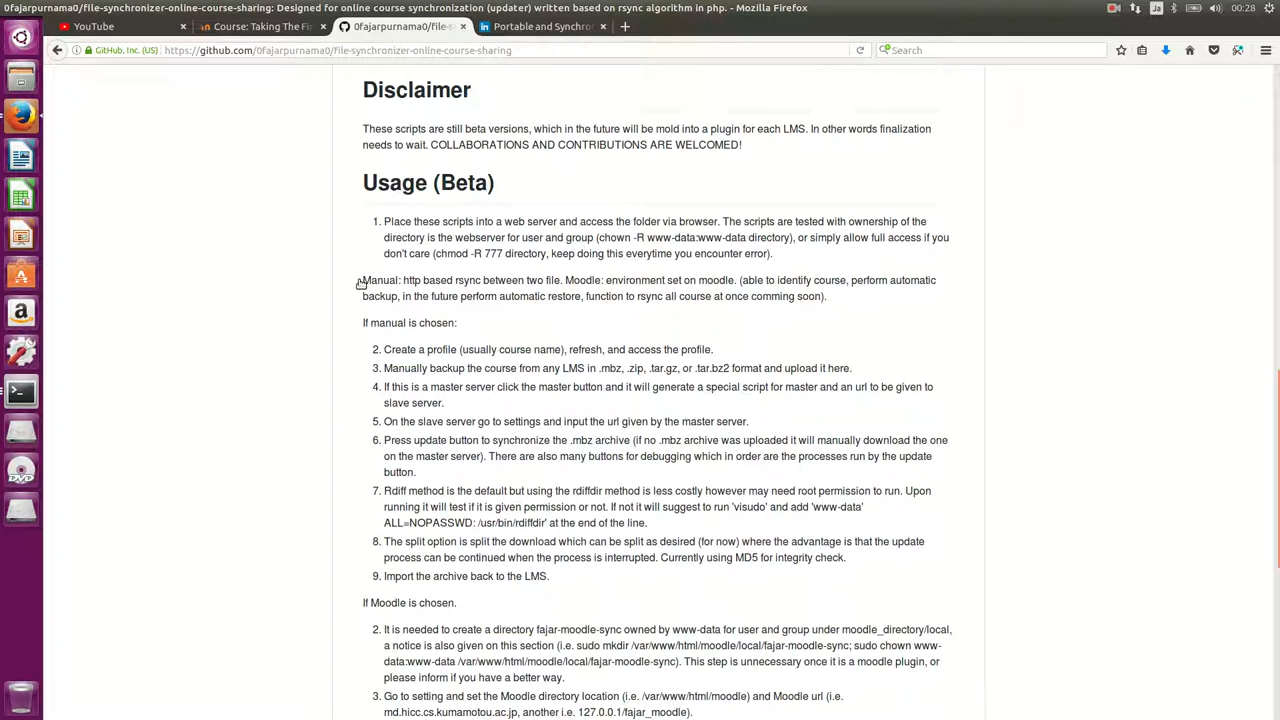 0fajarpurnama0/file-synchronizer-online-course-sharing: Designed for online course synchronization (updater) written based on rsync algorithm in php. - Mozilla Firefox
Ja
00:28
YouTube
Course: Taking The Fi
0fajarpurnama0/file-s
Portable and Synchro
GitHub, Inc. (US)
https://github.com/0fajarpurnama0/file-synchronizer-online-course-sharing
Search
Disclaimer
These scripts are still beta versions, which in the future will be mold into a plugin for each LMS. In other words finalization
needs to wait. COLLABORATIONS AND CONTRIBUTIONS ARE WELCOMED!
Usage (Beta)
1. Place these scripts into a web server and access the folder via browser. The scripts are tested with ownership of the
directory is the webserver for user and group (chown -R www-data:www-data directory), or simply allow full access if you
don't care (chmod -R 777 directory, keep doing this everytime you encounter error).
Manual: http based rsync between two file. Moodle: environment set on moodle. (able to identify course, perform automatic
backup, in the future perform automatic restore, function to rsync all course at once comming soon).
If manual is chosen:
2. Create a profile (usually course name), refresh, and access the profile.
3. Manually backup the course from any LMS in .mbz, .zip, .tar.gz, or .tar.bz2 format and upload it here.
4. If this is a master server click the master button and it will generate a special script for master and an url to be given to
slave server.
5. On the slave server go to settings and input the url given by the master server.
6. Press update button to synchronize the .mbz archive (if no .mbz archive was uploaded it will manually download the one
on the master server). There are also many buttons for debugging which in order are the processes run by the update
button.
7. Rdiff method is the default but using the rdiffdir method is less costly however may need root permission to run. Upon
running it will test if it is given permission or not. If not it will suggest to run 'visudo' and add 'www-data'
ALL=NOPASSWD: /usr/bin/rdiffdir' at the end of the line.
8. The split option is split the download which can be split as desired (for now) where the advantage is that the update
process can be continued when the process is interrupted. Currently using MD5 for integrity check.
9. Import the archive back to the LMS.
If Moodle is chosen.
2. It is needed to create a directory fajar-moodle-sync owned by www-data for user and group under moodle_directory/local,
a notice is also given on this section (i.e. sudo mkdir /var/www/html/moodle/local/fajar-moodle-sync; sudo chown www-
data:www-data /var/www/html/moodle/local/fajar-moodle-sync). This step is unnecessary once it is a moodle plugin, or
please inform if you have a better way.
3. Go to setting and set the Moodle directory location (i.e. /var/www/html/moodle) and Moodle url (i.e.
md.hicc.cs.kumamotou.ac.jp, another i.e. 127.0.0.1/fajar_moodle).